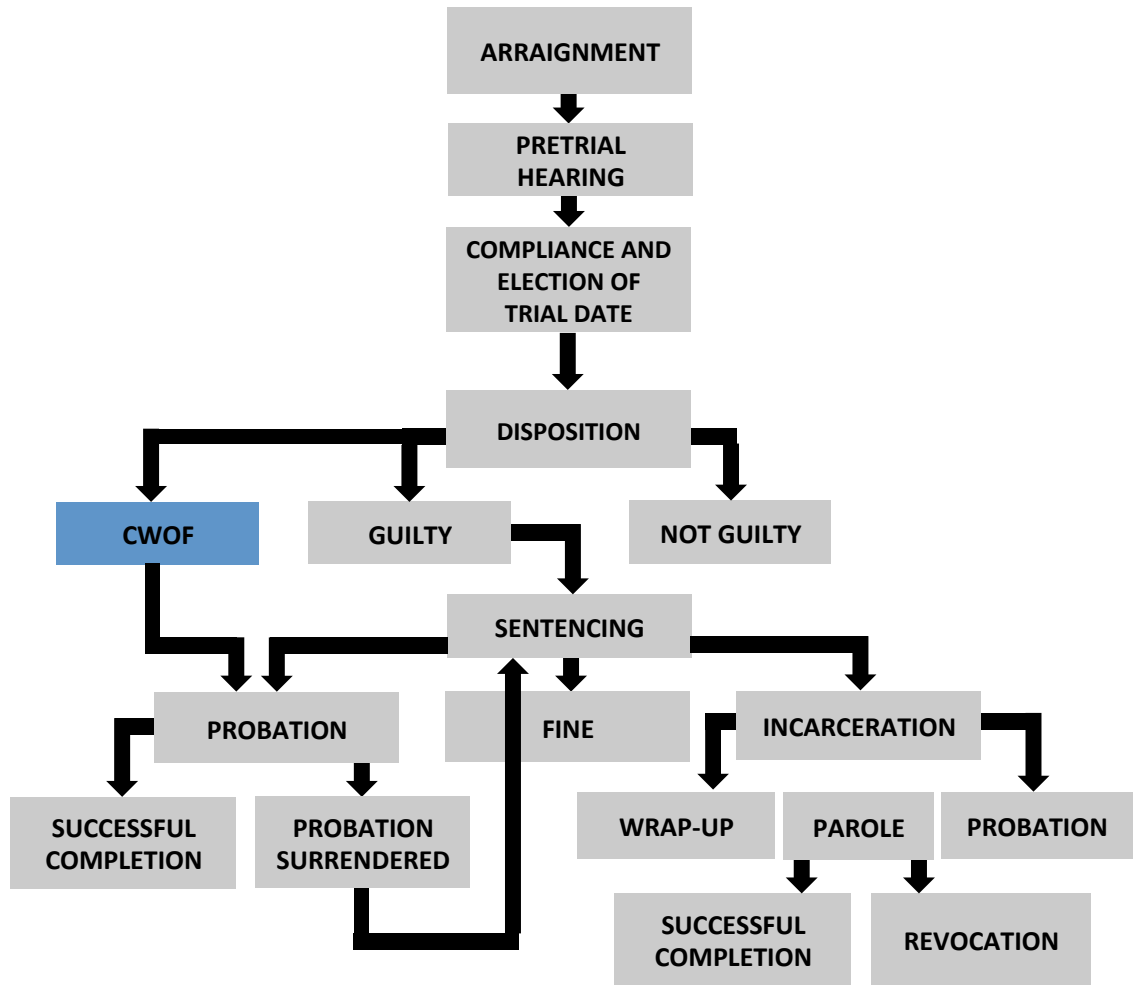 ARRAIGNMENT
PRETRIAL
HEARING
COMPLIANCE AND
ELECTION OF
TRIAL DATE
DISPOSITION
CWOF
GUILTY
NOT GUILTY
SENTENCING
PROBATION
FINE
INCARCERATION
SUCCESSFUL
COMPLETION
PROBATION
SURRENDERED
WRAP-UP
PAROLE
PROBATION
SUCCESSFUL
COMPLETION
REVOCATION